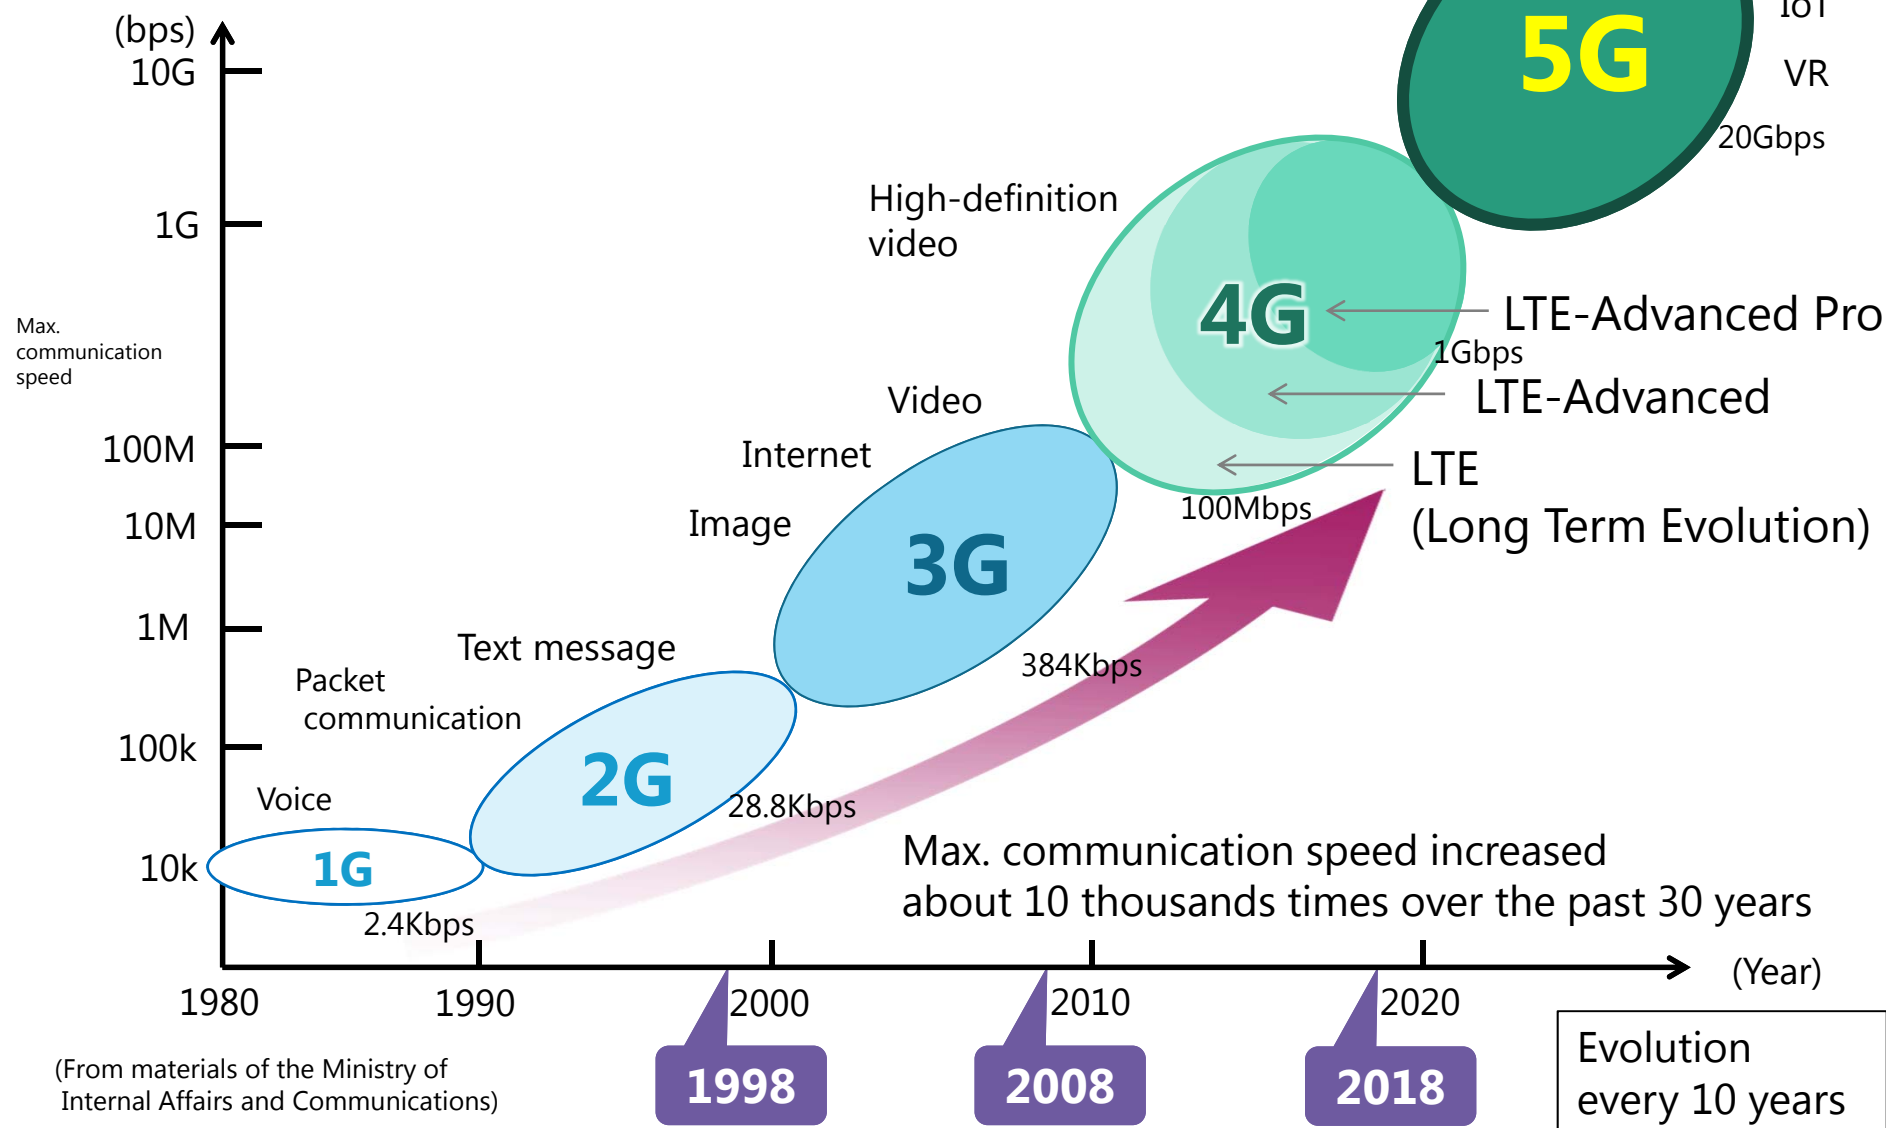 (bps)
10G
1G
Max.
communication
speed
100M
10M
1M
100k
10k
5G
IoT
VR
20Gbps
High-definition
video
4G
LTE-Advanced Pro
1Gbps
LTE-Advanced
LTE
(Long Term Evolution)
100Mbps
Video
Internet
Image
3G
384Kbps
Text message
Packet
communication
2G
28.8Kbps
Voice
1G
2.4Kbps
Max. communication speed increased
about 10 thousands times over the past 30 years
(Year)
1980
1990
2000
2010
2020
1998
2008
2018
Evolution
every 10 years
(From materials of the Ministry of
Internal Affairs and Communications)